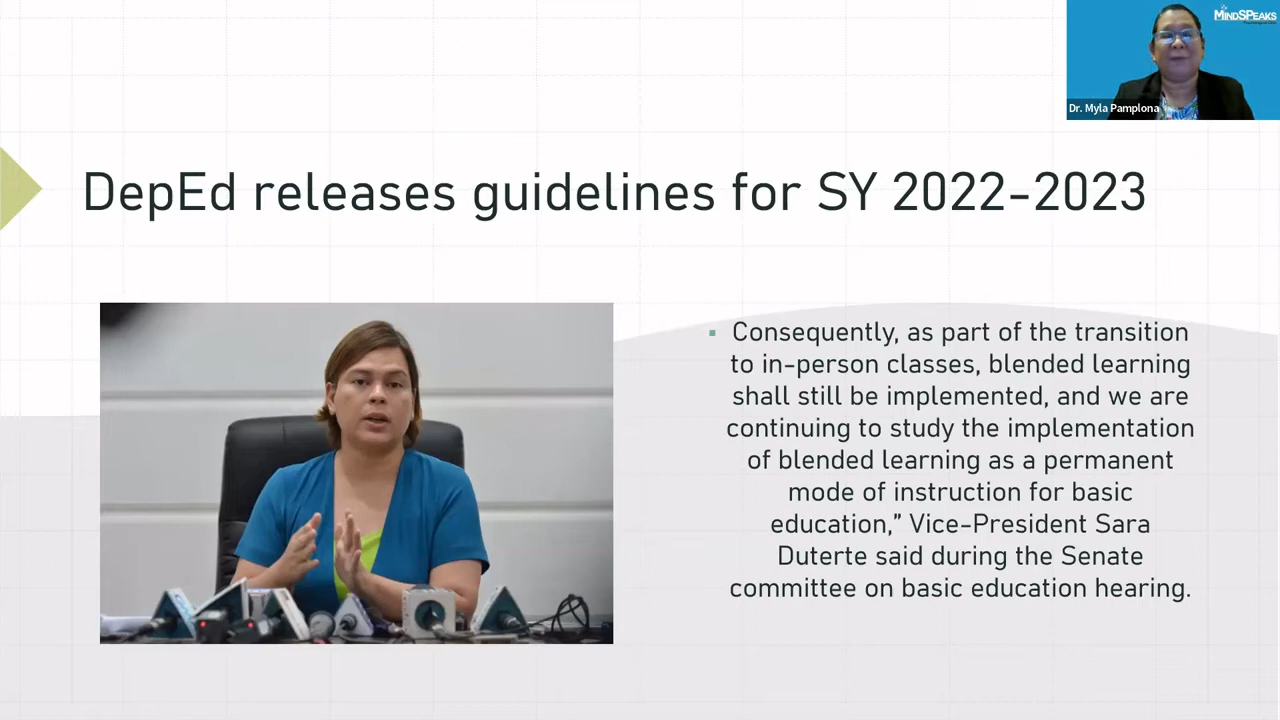 MINDSPEAKS
Dr. Myla Pamplona
DepEd releases guidelines for SY 2022-2023
Consequently, as part of the transition
to in-person classes, blended learning
shall still be implemented, and we are
continuing to study the implementation
of blended learning as a permanent
mode of instruction for basic
education,” Vice-President Sara
Duterte said during the Senate
committee on basic education hearing.